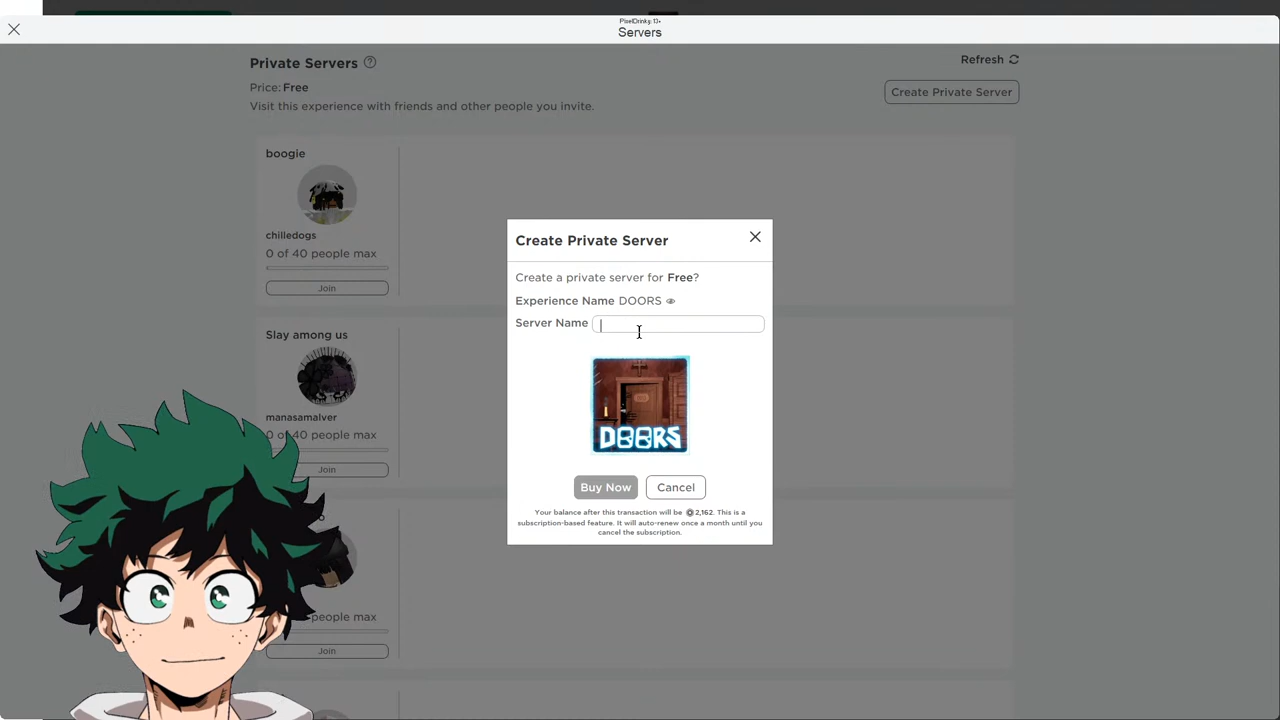 PixelDrinky: 13+
Servers
Private Servers
Refresh
Price: Free
Create Private Server
Visit this experience with friends and other people you invite.
boogie
chilledogs
0 of 40 people max
Join
Slay among us
manasamalver
0 of 40 people max
Join
people max
Join
Create Private Server
Create a private server for Free?
Experience Name DOORS
Server Name
DOORS
Buy Now
Cancel
Your balance after this transaction will be 2,162. This is a
subscription-based feature. It will auto-renew once a month until you
cancel the subscription.